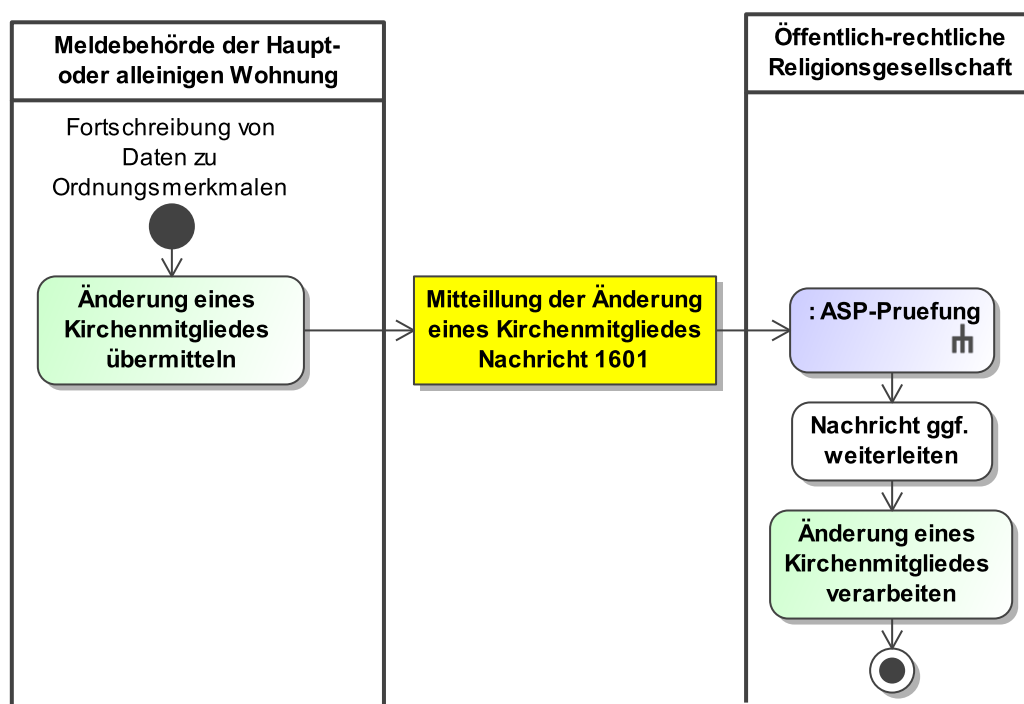 Meldebehörde der Haupt-
oder alleinigen Wohnung
Öffentlich-rechtliche
Religionsgesellschaft
Fortschreibung von
Daten zu
Ordnungsmerkmalen
Änderung eines
Kirchenmitgliedes
übermitteln
Mitteillung der Änderung
eines Kirchenmitgliedes
Nachricht 1601
: ASP-Pruefung
Nachricht ggf.
weiterleiten
Änderung eines
Kirchenmitgliedes
verarbeiten